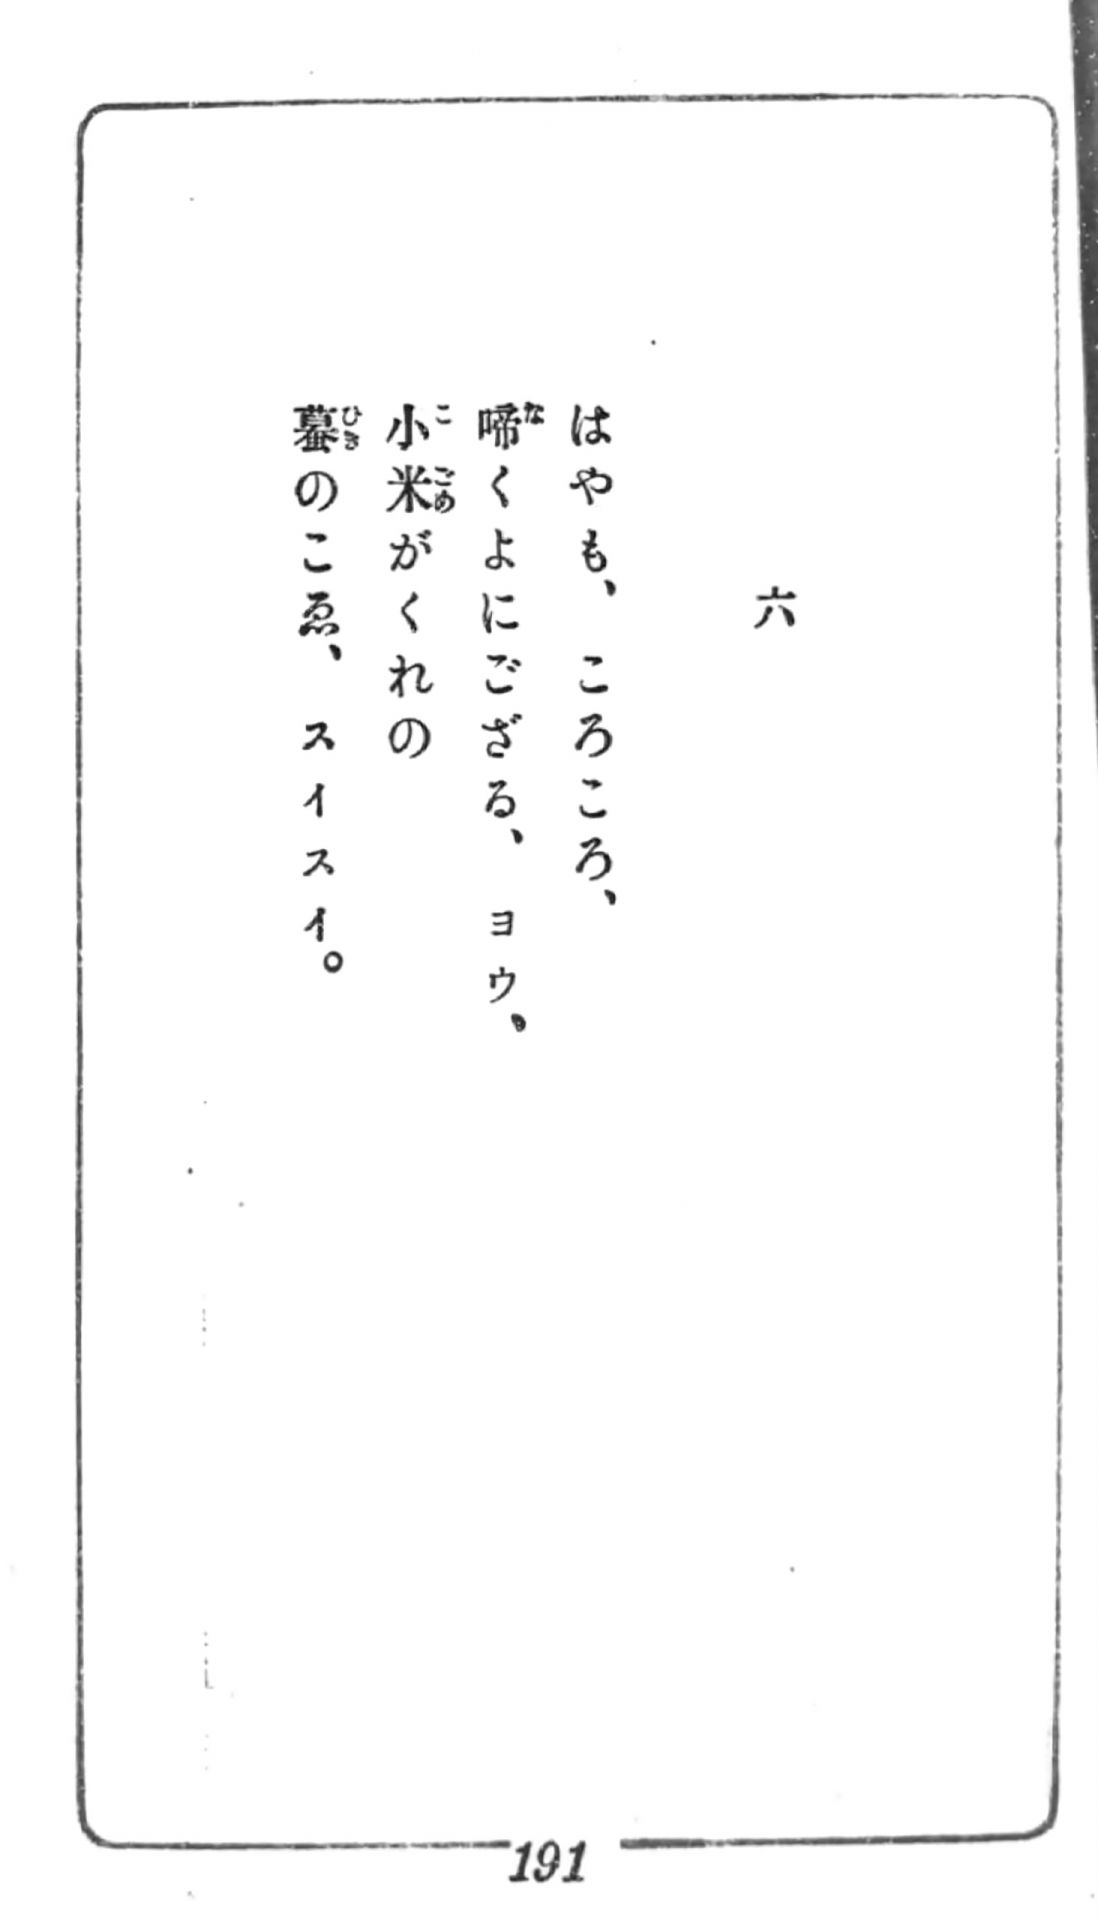 六
はやも、ころころ、
啼くよにござる、ヨウ。
小米がくれの
蟇のこゑ、スイスイ。
191